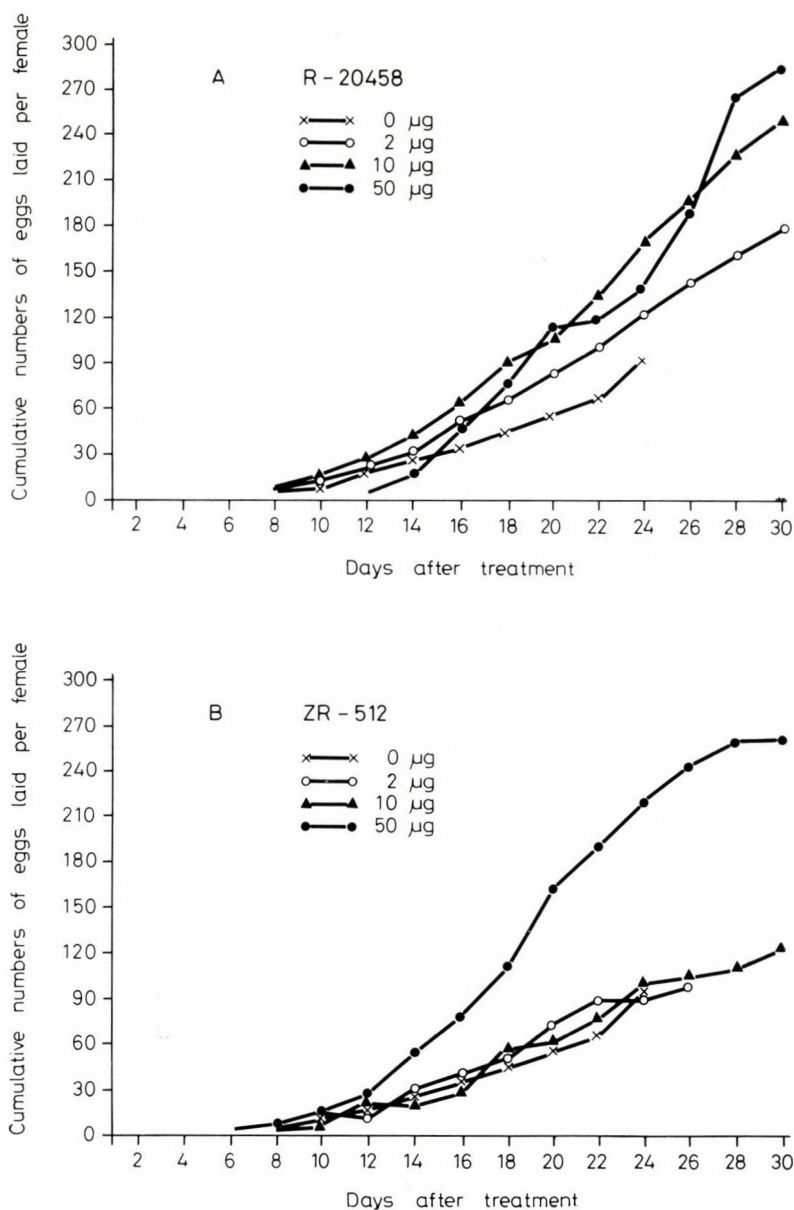 300
270
240
210
180
150
120
90
60
30
0
Cumulative numbers of eggs laid per female
A R-20458
0 µg
2 µg
10 µg
50 µg
2 4 6 8 10 12 14 16 18 20 22 24 26 28 30
Days after treatment
300
270
240
210
180
150
120
90
60
30
0
Cumulative numbers of eggs laid per female
B ZR-512
0 µg
2 µg
10 µg
50 µg
2 4 6 8 10 12 14 16 18 20 22 24 26 28 30
Days after treatment